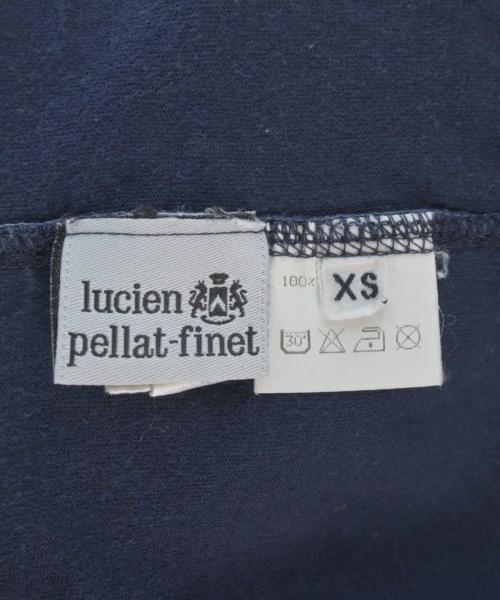 lucien
pellat-finet
100%
XS
30°